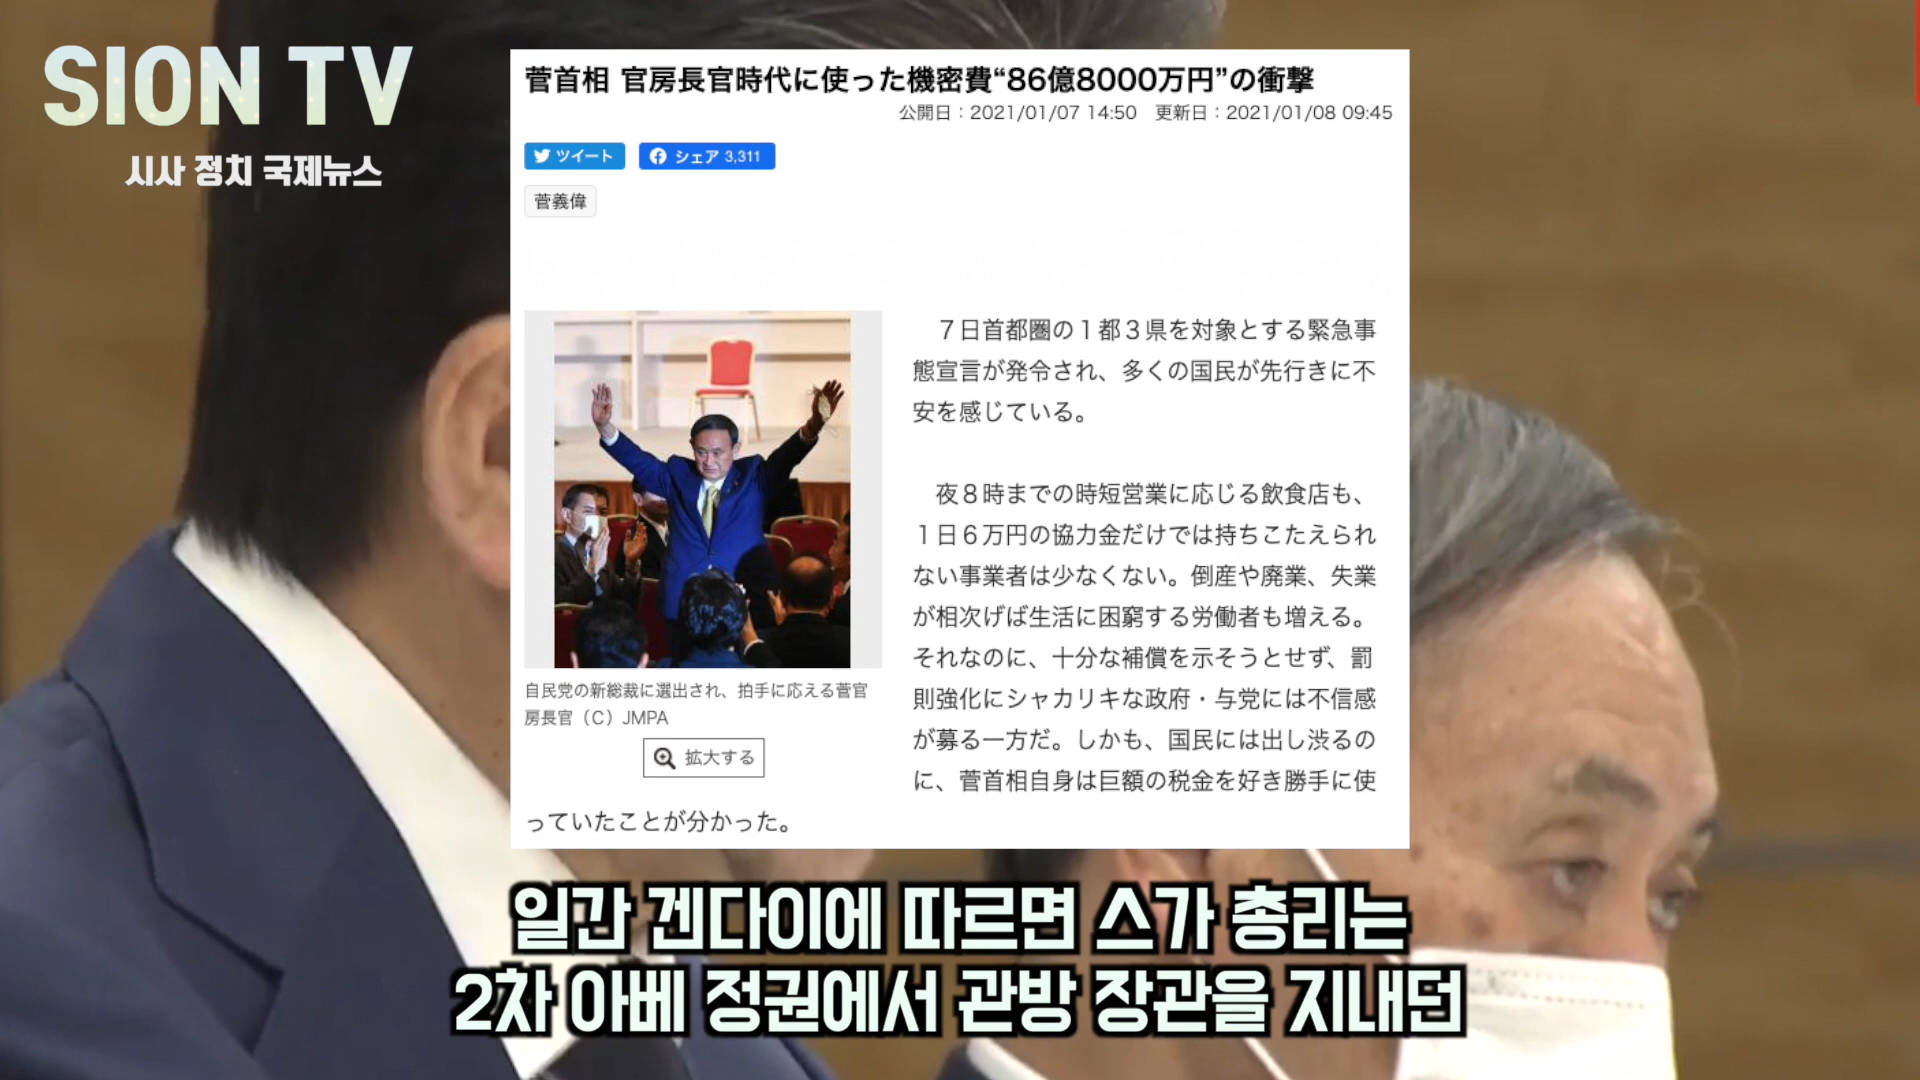 SION TV
시사 정치 국제뉴스
菅首相 官房長官時代に使った機密費“86億8000万円”の衝撃
公開日：2021/01/07 14:50 更新日：2021/01/08 09:45
ツイート
シェア 3,311
菅義偉
７日首都圏の１都３県を対象とする緊急事
態宣言が発令され、多くの国民が先行きに不
安を感じている。
夜８時までの時短営業に応じる飲食店も、
１日６万円の協力金だけでは持ちこたえられ
ない事業者は少なくない。倒産や廃業、失業
が相次げば生活に困窮する労働者も増える。
それなのに、十分な補償を示そうとせず、罰
則強化にシャカリキな政府・与党には不信感
が募る一方だ。しかも、国民には出し渋るの
に、菅首相自身は巨額の税金を好き勝手に使
っていたことが分かった。
自民党の新総裁に選出され、拍手に応える菅官
房長官（C）JMPA
拡大する
일간 겐다이에 따르면 스가 총리는
2차 아베 정권에서 관방 장관을 지내던